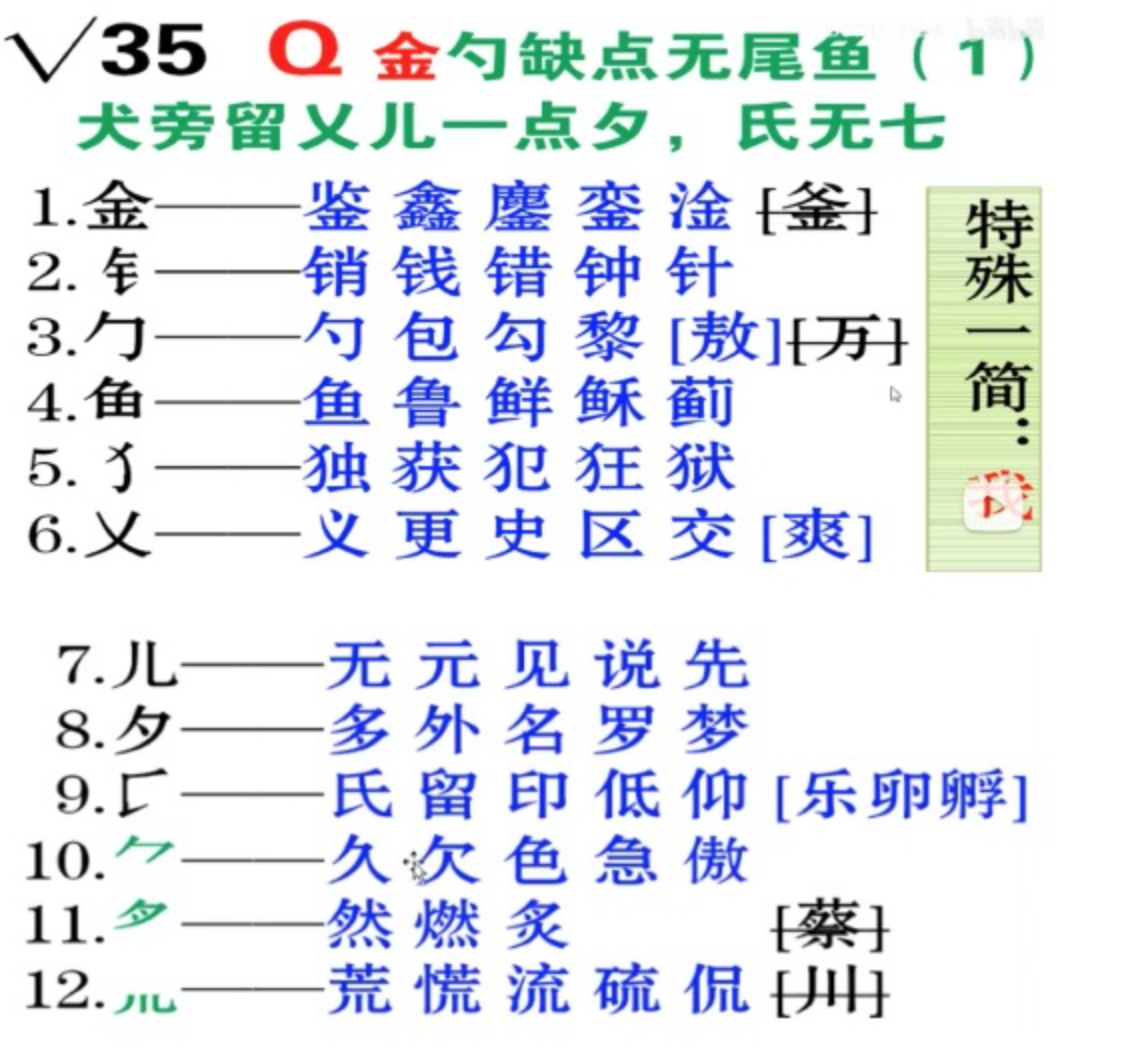 √35 Q 金勺缺点无尾鱼（1）
犬旁留乂儿一点夕，氏无七
1.金——鉴 鑫 鏖 銮 淦 [釜]
2.钅——销 钱 错 钟 针
3.勹——勺 包 勾 黎 [敖][万]
4.鱼——鱼 鲁 鲜 稣 蓟
5.犭——独 获 犯 狂 狱
6.乂——义 更 史 区 交 [爽]
特殊一简：我
7.儿——无 元 见 说 先
8.夕——多 外 名 罗 梦
9.——氏 留 印 低 仰 [乐卵孵]
10.⺈——久 欠 色 急 傲
11.——然 燃 炙 [蔡]
12.——荒 慌 流 硫 侃 [川]